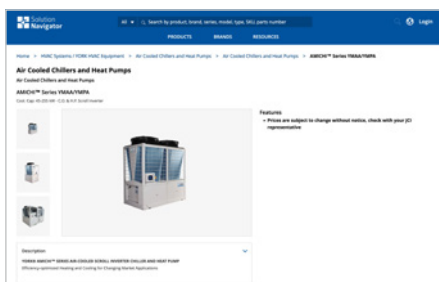 Solution
Navigator
All
Search by product, brand, series, model, type, SKU, parts number
Login
PRODUCTS BRANDS RESOURCES
Home > HVAC Systems / YORK HVAC Equipment > Air Cooled Chillers and Heat Pumps > Air Cooled Chillers and Heat Pumps > AMICHI™ Series YMAA/YMPA
Air Cooled Chillers and Heat Pumps
Air Cooled Chillers and Heat Pumps
AMICHI™ Series YMAA/YMPA
Scroll Inverter
Features
• Prices are subject to change without notice, check with your JCI
representative
Description
YORK® AMICHI™ SERIES AIR-COOLED SCROLL INVERTER CHILLER AND HEAT PUMP
Efficiency-optimized Heating and Cooling for Changing Market Applications